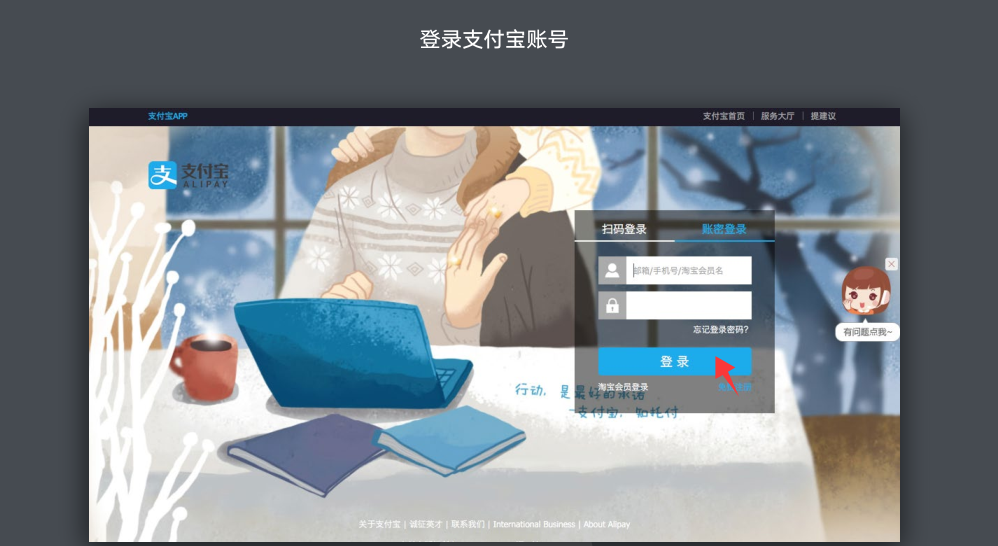 登录支付宝账号
支付宝APP
支付宝首页 | 服务大厅 | 提建议
支 支付宝
ALIPAY
扫码登录 账密登录
邮箱/手机号/淘宝会员名
忘记登录密码?
登 录
淘宝会员登录
有问题点我~
行动，是最好的承诺
支付宝，知托付
关于支付宝 | 诚征英才 | 联系我们 | International Business | About Alipay